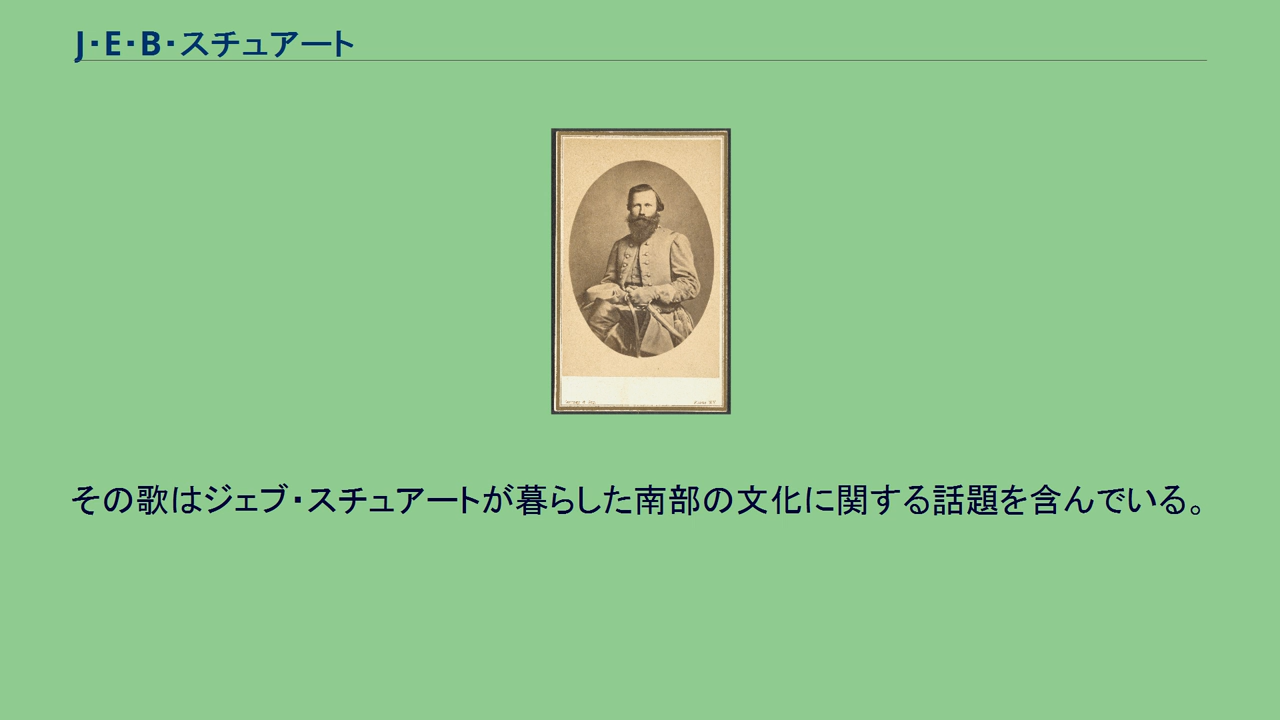 J・E・B・スチュアート
その歌はジェブ・スチュアートが暮らした南部の文化に関する話題を含んでいる。